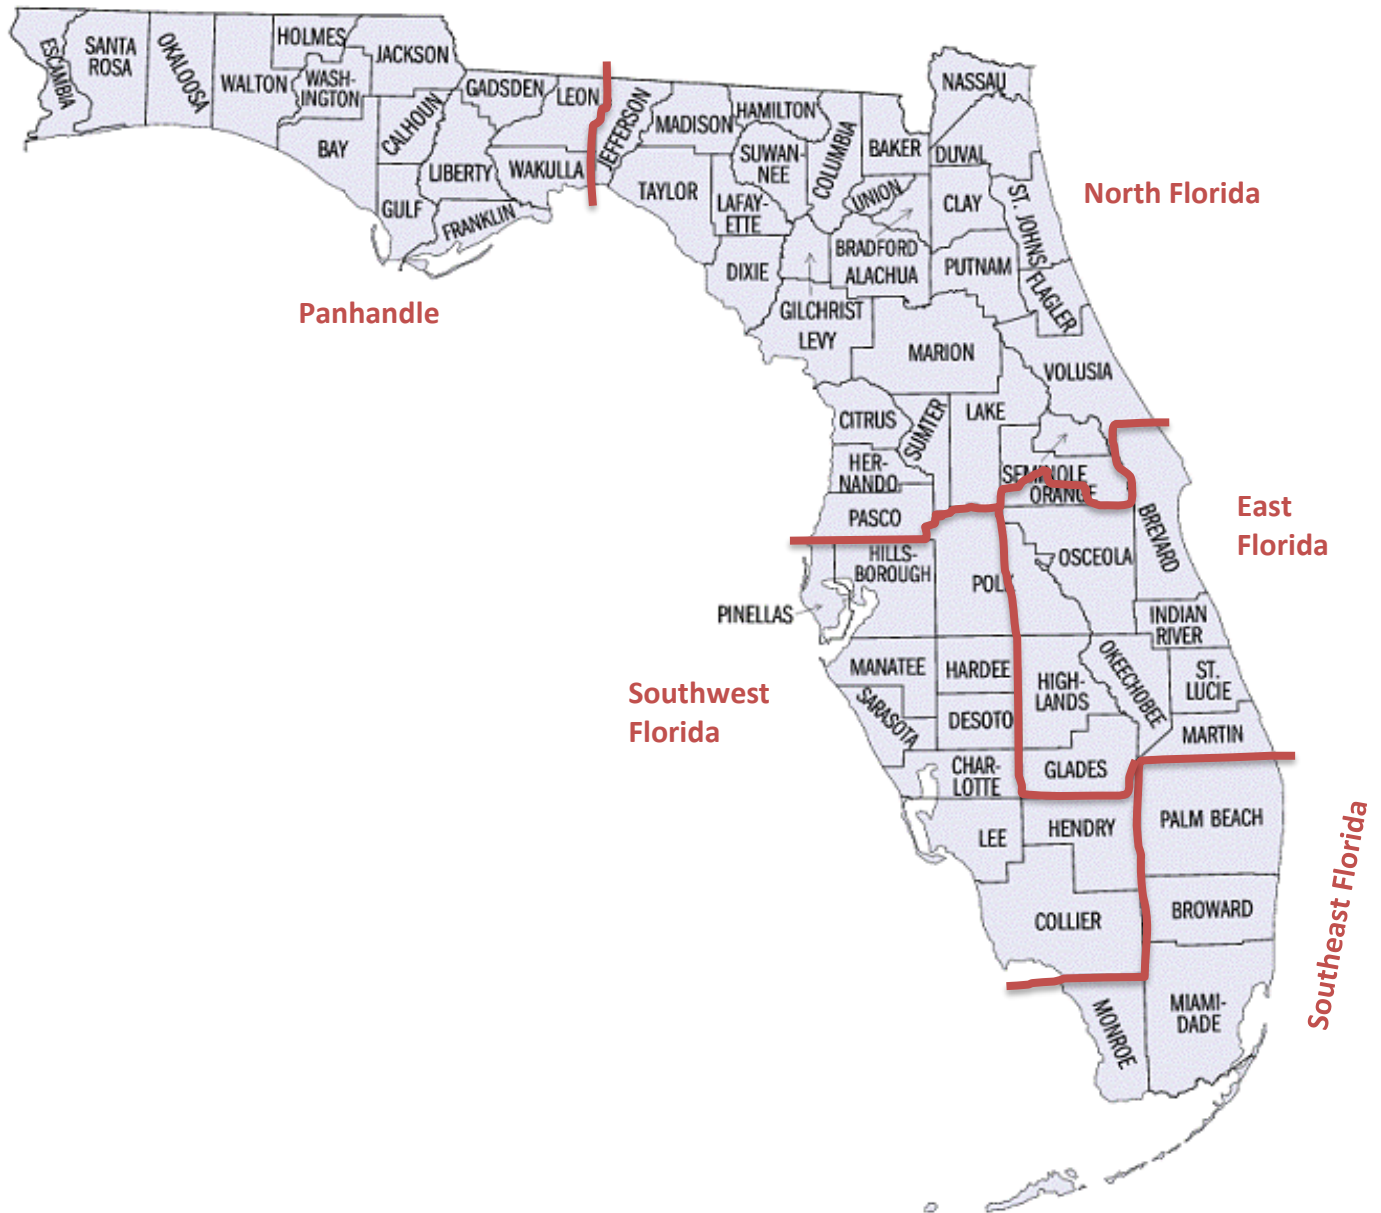 ESCAMBIA
SANTA
ROSA
OKALOOSA
WALTON
HOLMES
WASH-
INGTON
JACKSON
BAY
CALHOUN
GULF
GADSDEN
LIBERTY
FRANKLIN
LEON
WAKULLA
JEFFERSON
MADISON
TAYLOR
HAMILTON
SUWAN-
NEE
LAFAY-
ETTE
DIXIE
COLUMBIA
BAKER
UNION
BRADFORD
ALACHUA
GILCHRIST
LEVY
NASSAU
DUVAL
CLAY
ST. JOHNS
PUTNAM
FLAGLER
MARION
VOLUSIA
CITRUS
SUMTER
LAKE
HER-
NANDO
PASCO
SEMINOLE
ORANGE
BREVARD
HILLS-
BOROUGH
PINELLAS
POLK
OSCEOLA
INDIAN
RIVER
MANATEE
HARDEE
HIGH-
LANDS
OKEECHOBEE
ST.
LUCIE
SARASOTA
DESOTO
MARTIN
CHAR-
LOTTE
GLADES
LEE
HENDRY
PALM BEACH
COLLIER
BROWARD
MONROE
MIAMI-
DADE
North Florida
Panhandle
East
Florida
Southwest
Florida
Southeast Florida